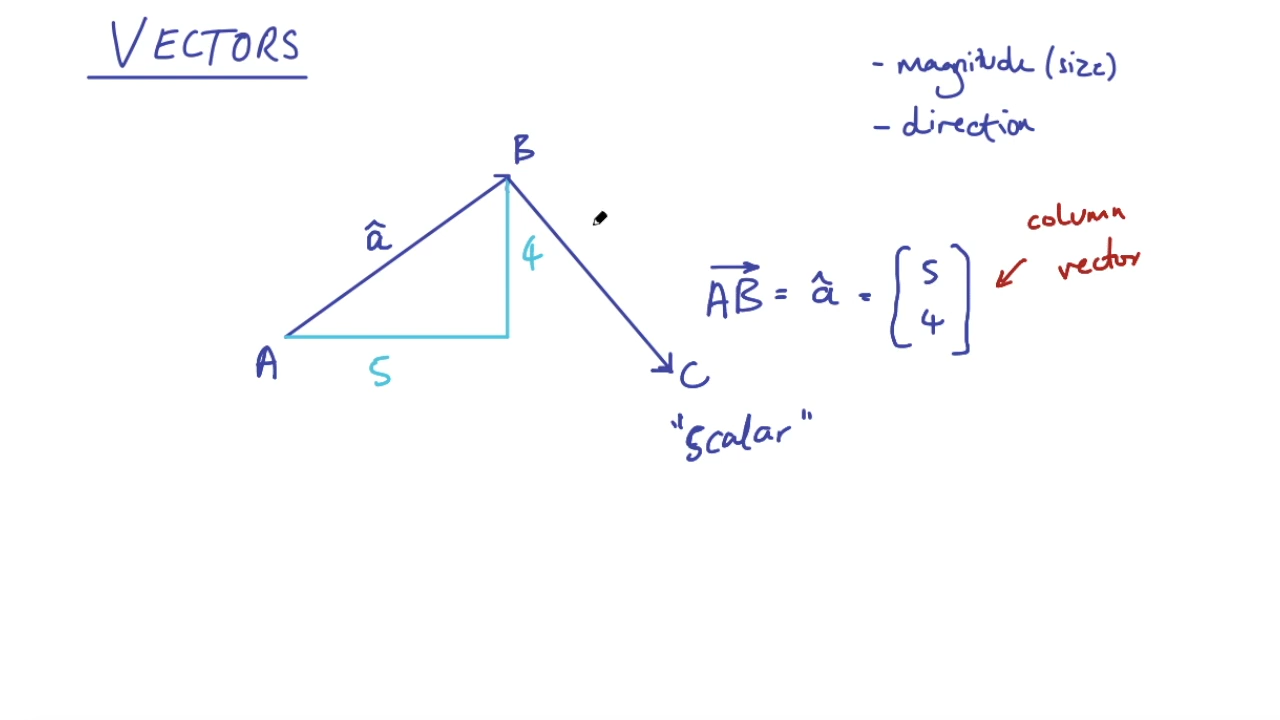 VECTORS
- magnitude (size)
- direction
B
â
4
A
5
C
column
vector
AB = â = [5
4]
"scalar"